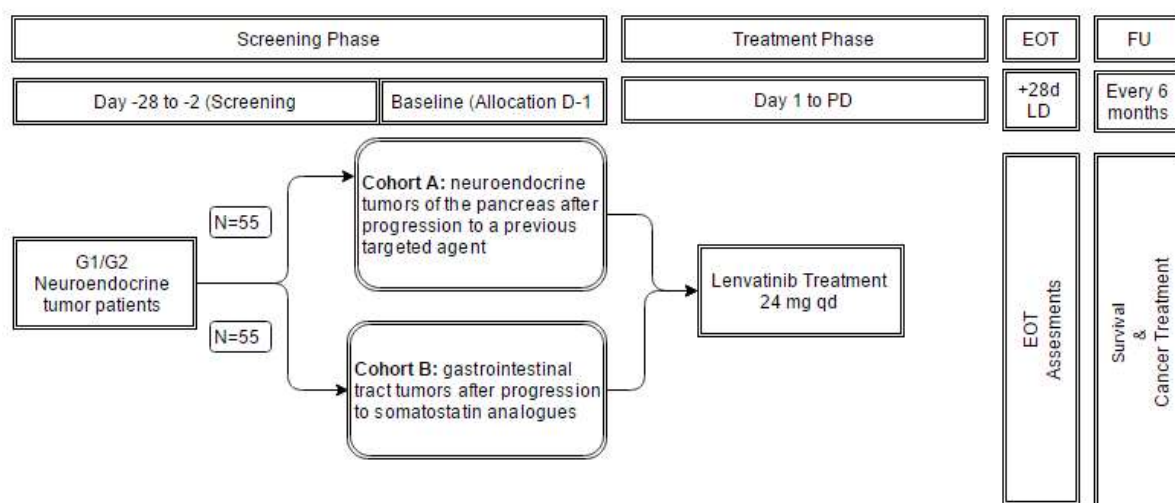 Screening Phase
Treatment Phase
EOT
FU
Day -28 to -2 (Screening
Baseline (Allocation D-1
Day 1 to PD
+28d
LD
Every 6
months
G1/G2
Neuroendocrine
tumor patients
N=55
N=55
Cohort A: neuroendocrine
tumors of the pancreas after
progression to a previous
targeted agent
Cohort B: gastrointestinal
tract tumors after progression
to somatostatin analogues
Lenvatinib Treatment
24 mg qd
EOT
Assesments
Survival
&
Cancer Treatment